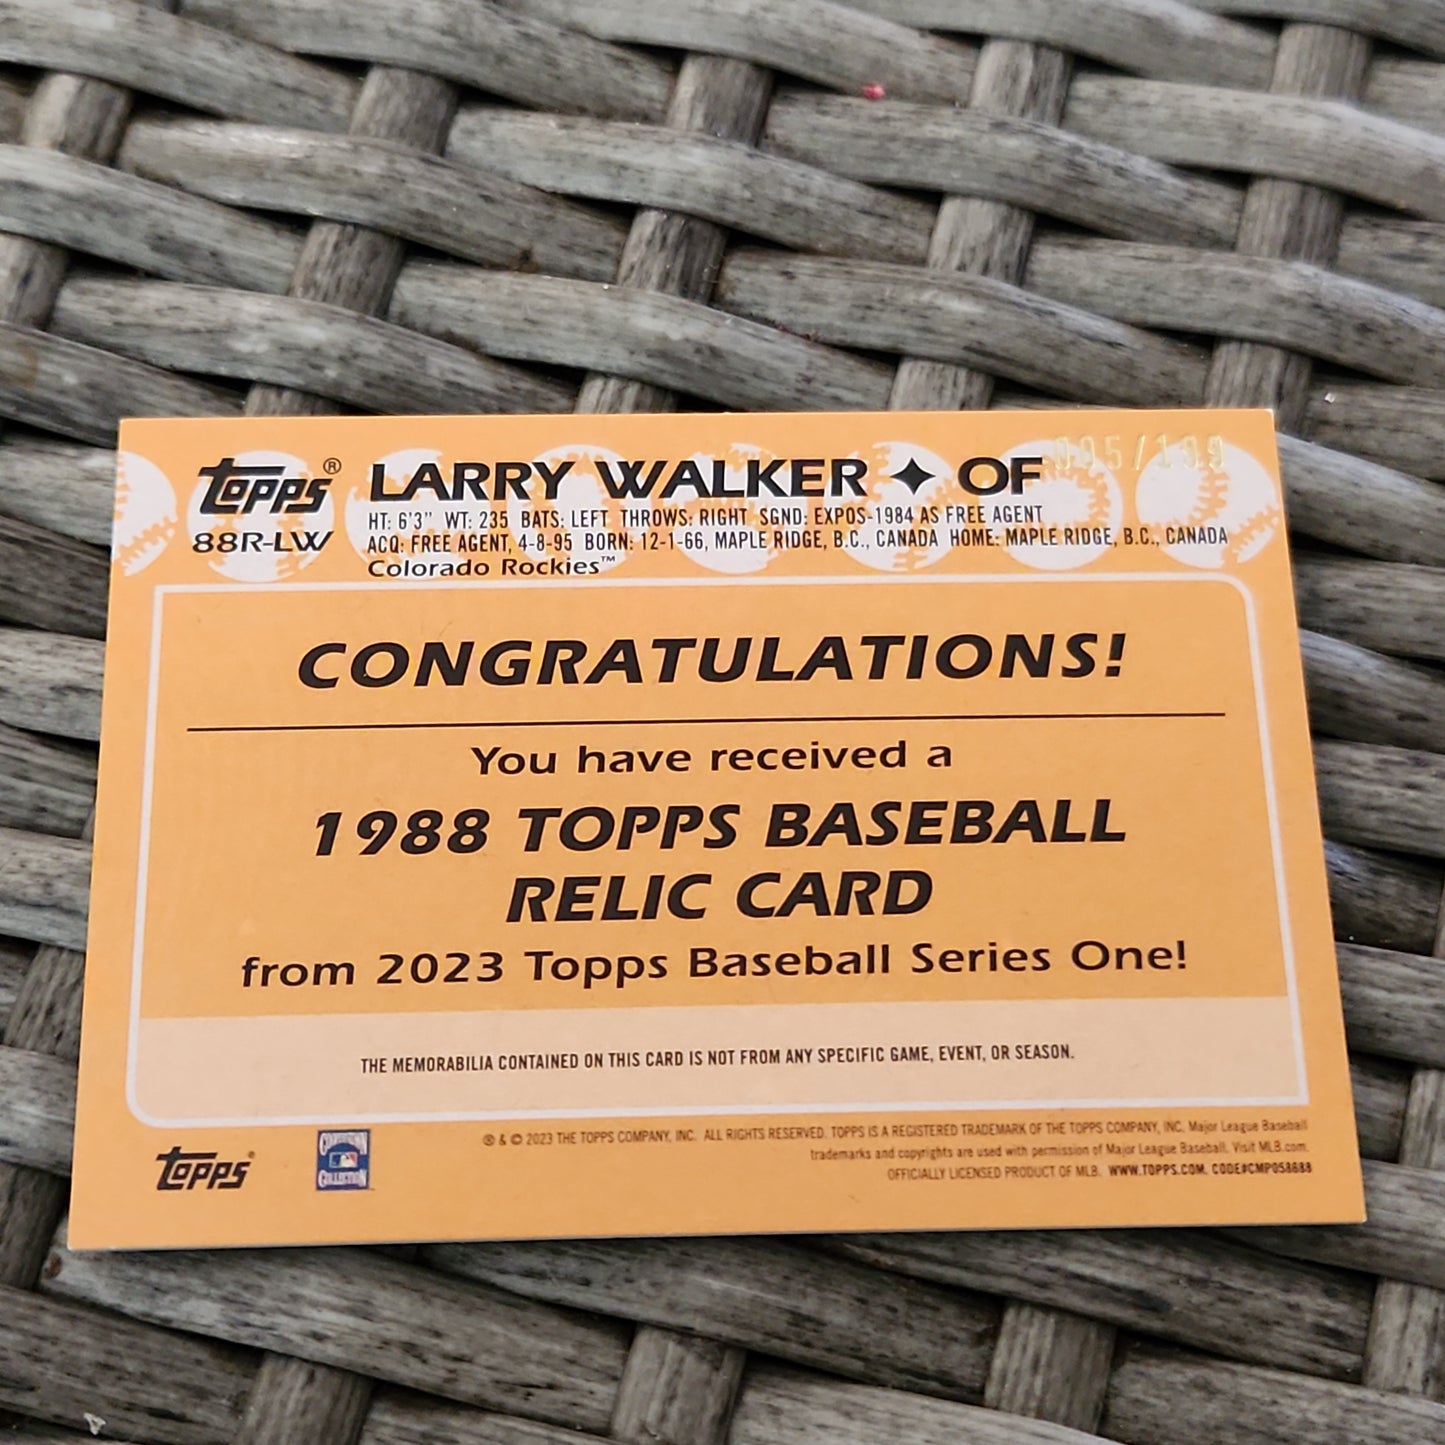 095/199
Topps®
LARRY WALKER ✦ OF
88R-LW
HT: 6'3" WT: 235 BATS: LEFT THROWS: RIGHT SGND: EXPOS-1984 AS FREE AGENT
ACQ: FREE AGENT, 4-8-95 BORN: 12-1-66, MAPLE RIDGE, B.C., CANADA HOME: MAPLE RIDGE, B.C., CANADA
Colorado Rockies™
CONGRATULATIONS!
You have received a
1988 TOPPS BASEBALL
RELIC CARD
from 2023 Topps Baseball Series One!
THE MEMORABILIA CONTAINED ON THIS CARD IS NOT FROM ANY SPECIFIC GAME, EVENT, OR SEASON.
Topps®
COOPERSTOWN
COLLECTION
® & © 2023 THE TOPPS COMPANY, INC. ALL RIGHTS RESERVED. TOPPS IS A REGISTERED TRADEMARK OF THE TOPPS COMPANY, INC. Major League Baseball
trademarks and copyrights are used with permission of Major League Baseball. Visit MLB.com.
OFFICIALLY LICENSED PRODUCT OF MLB. WWW.TOPPS.COM. CODE#CMP058688